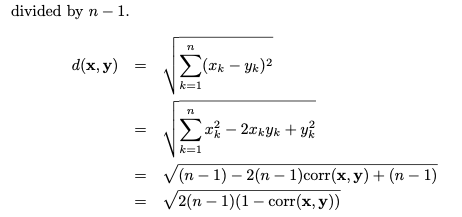 divided by n − 1.
d(x, y) = √(∑_{k=1}^{n} (x_k − y_k)²)
= √(∑_{k=1}^{n} x_k² − 2x_k y_k + y_k²)
= √((n − 1) − 2(n − 1)corr(x, y) + (n − 1))
= √(2(n − 1)(1 − corr(x, y)))